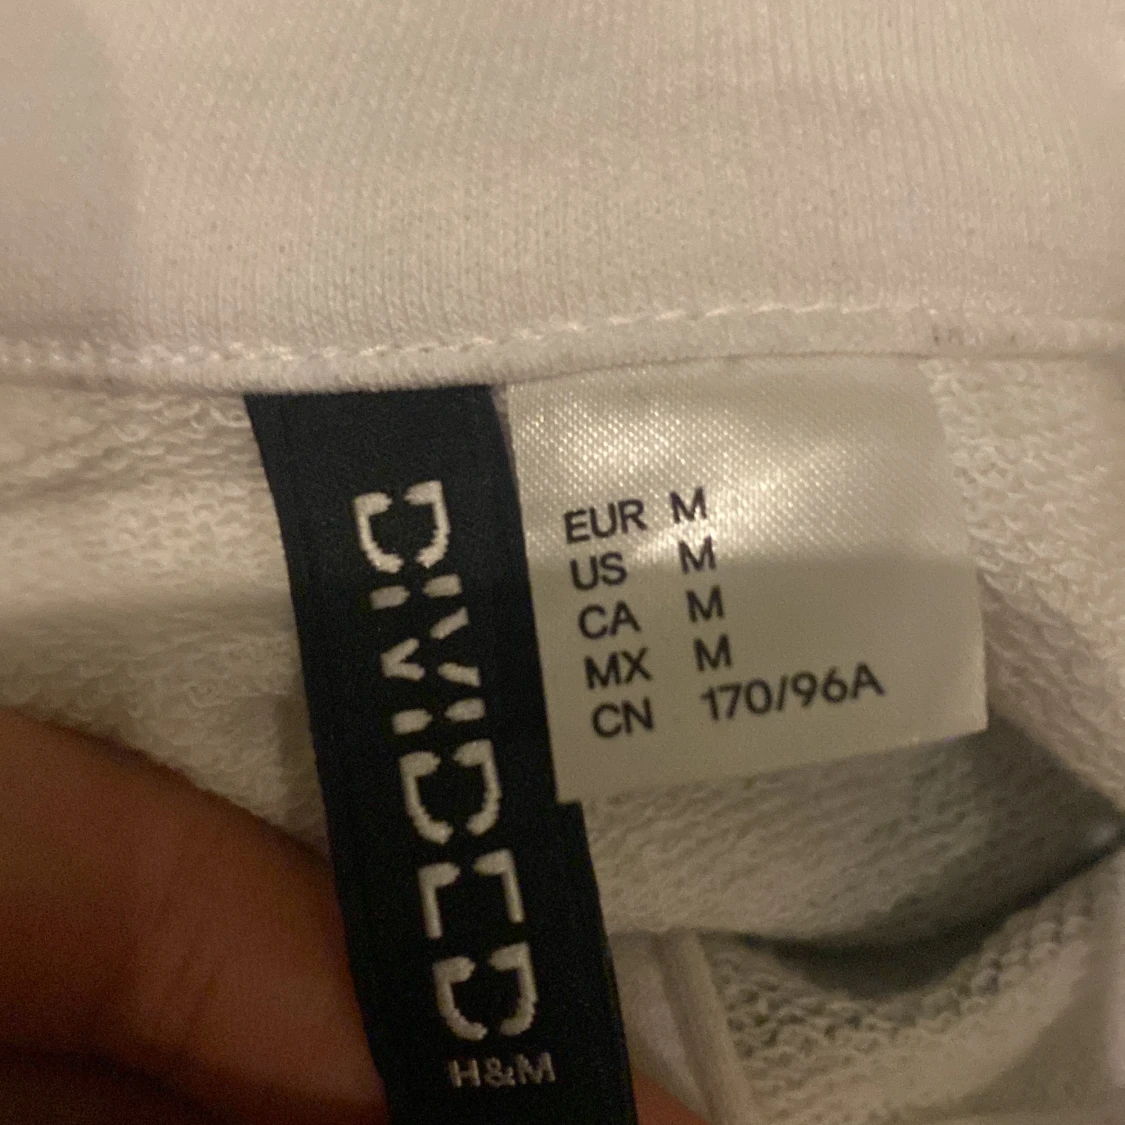 DIVIDED
H&M
EUR M
US M
CA M
MX M
CN 170/96A